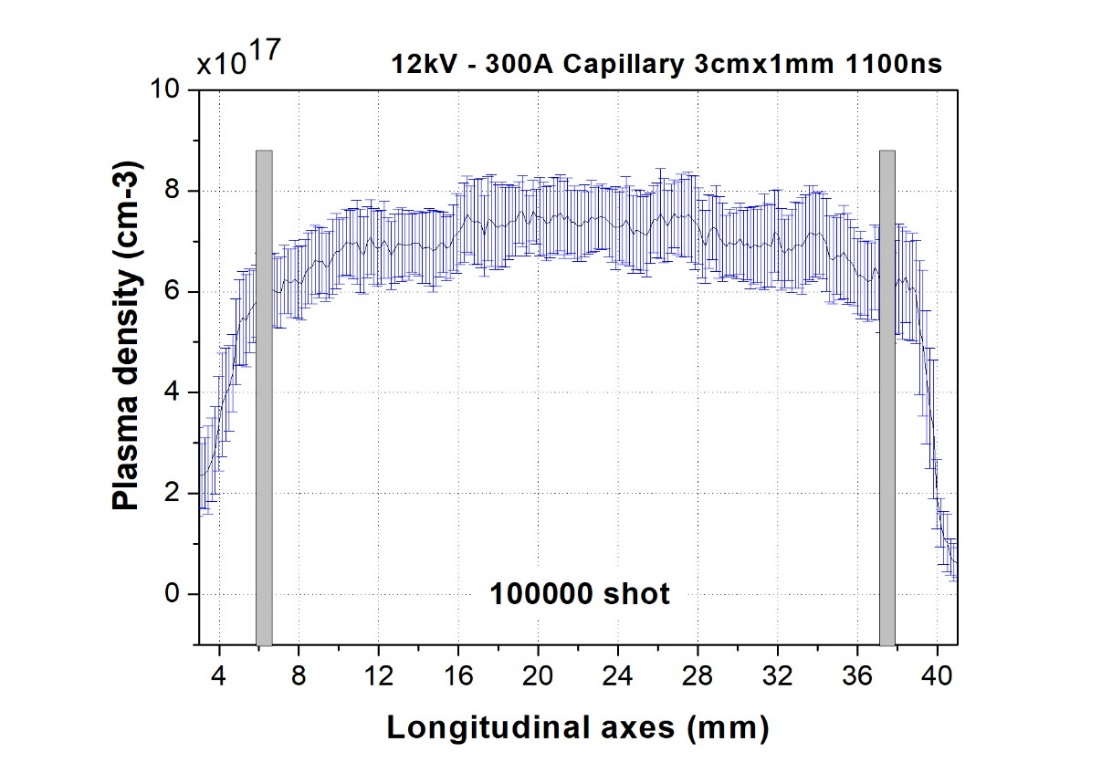 x10^17
12kV - 300A Capillary 3cmx1mm 1100ns
10
8
6
4
2
0
Plasma density (cm-3)
100000 shot
4 8 12 16 20 24 28 32 36 40
Longitudinal axes (mm)